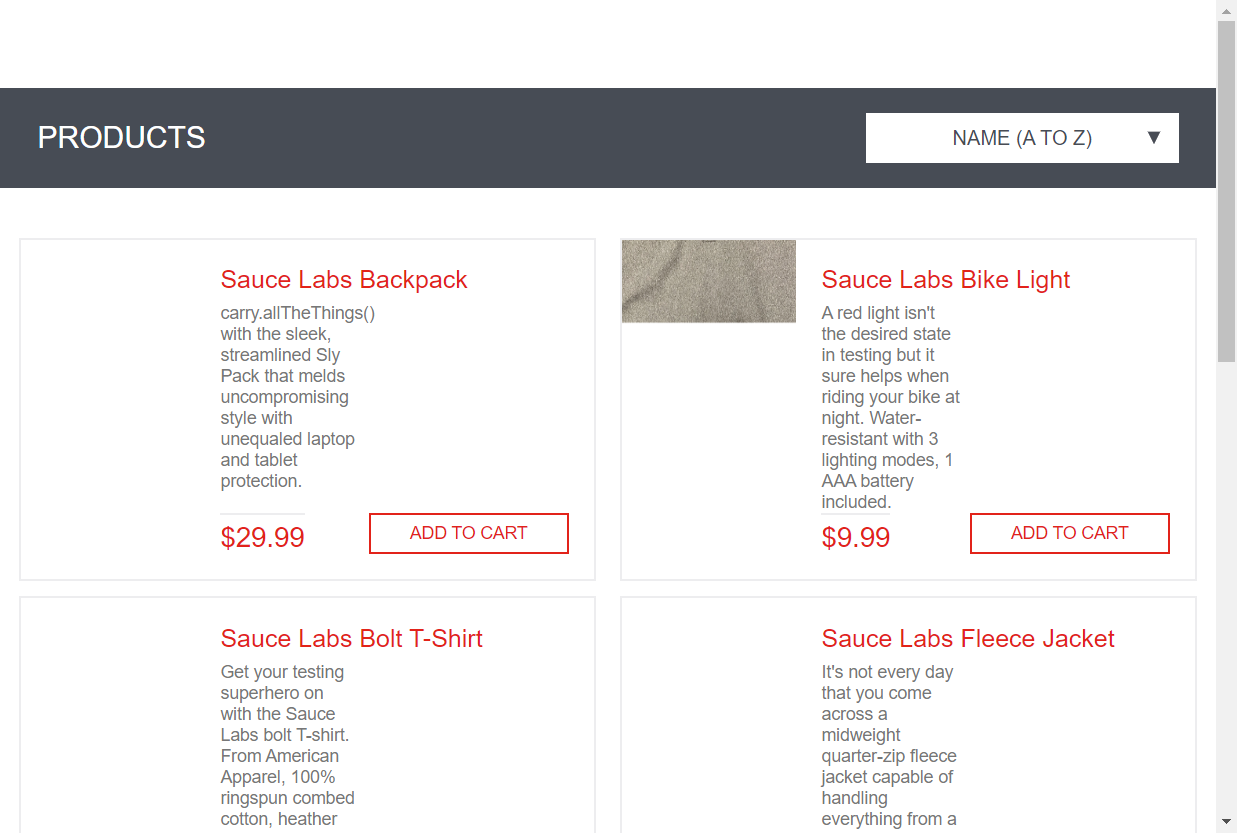 PRODUCTS
NAME (A TO Z)
Sauce Labs Backpack
carry.allTheThings()
with the sleek,
streamlined Sly
Pack that melds
uncompromising
style with
unequaled laptop
and tablet
protection.
$29.99
ADD TO CART
Sauce Labs Bike Light
A red light isn't
the desired state
in testing but it
sure helps when
riding your bike at
night. Water-
resistant with 3
lighting modes, 1
AAA battery
included.
$9.99
ADD TO CART
Sauce Labs Bolt T-Shirt
Get your testing
superhero on
with the Sauce
Labs bolt T-shirt.
From American
Apparel, 100%
ringspun combed
cotton, heather
Sauce Labs Fleece Jacket
It's not every day
that you come
across a
midweight
quarter-zip fleece
jacket capable of
handling
everything from a